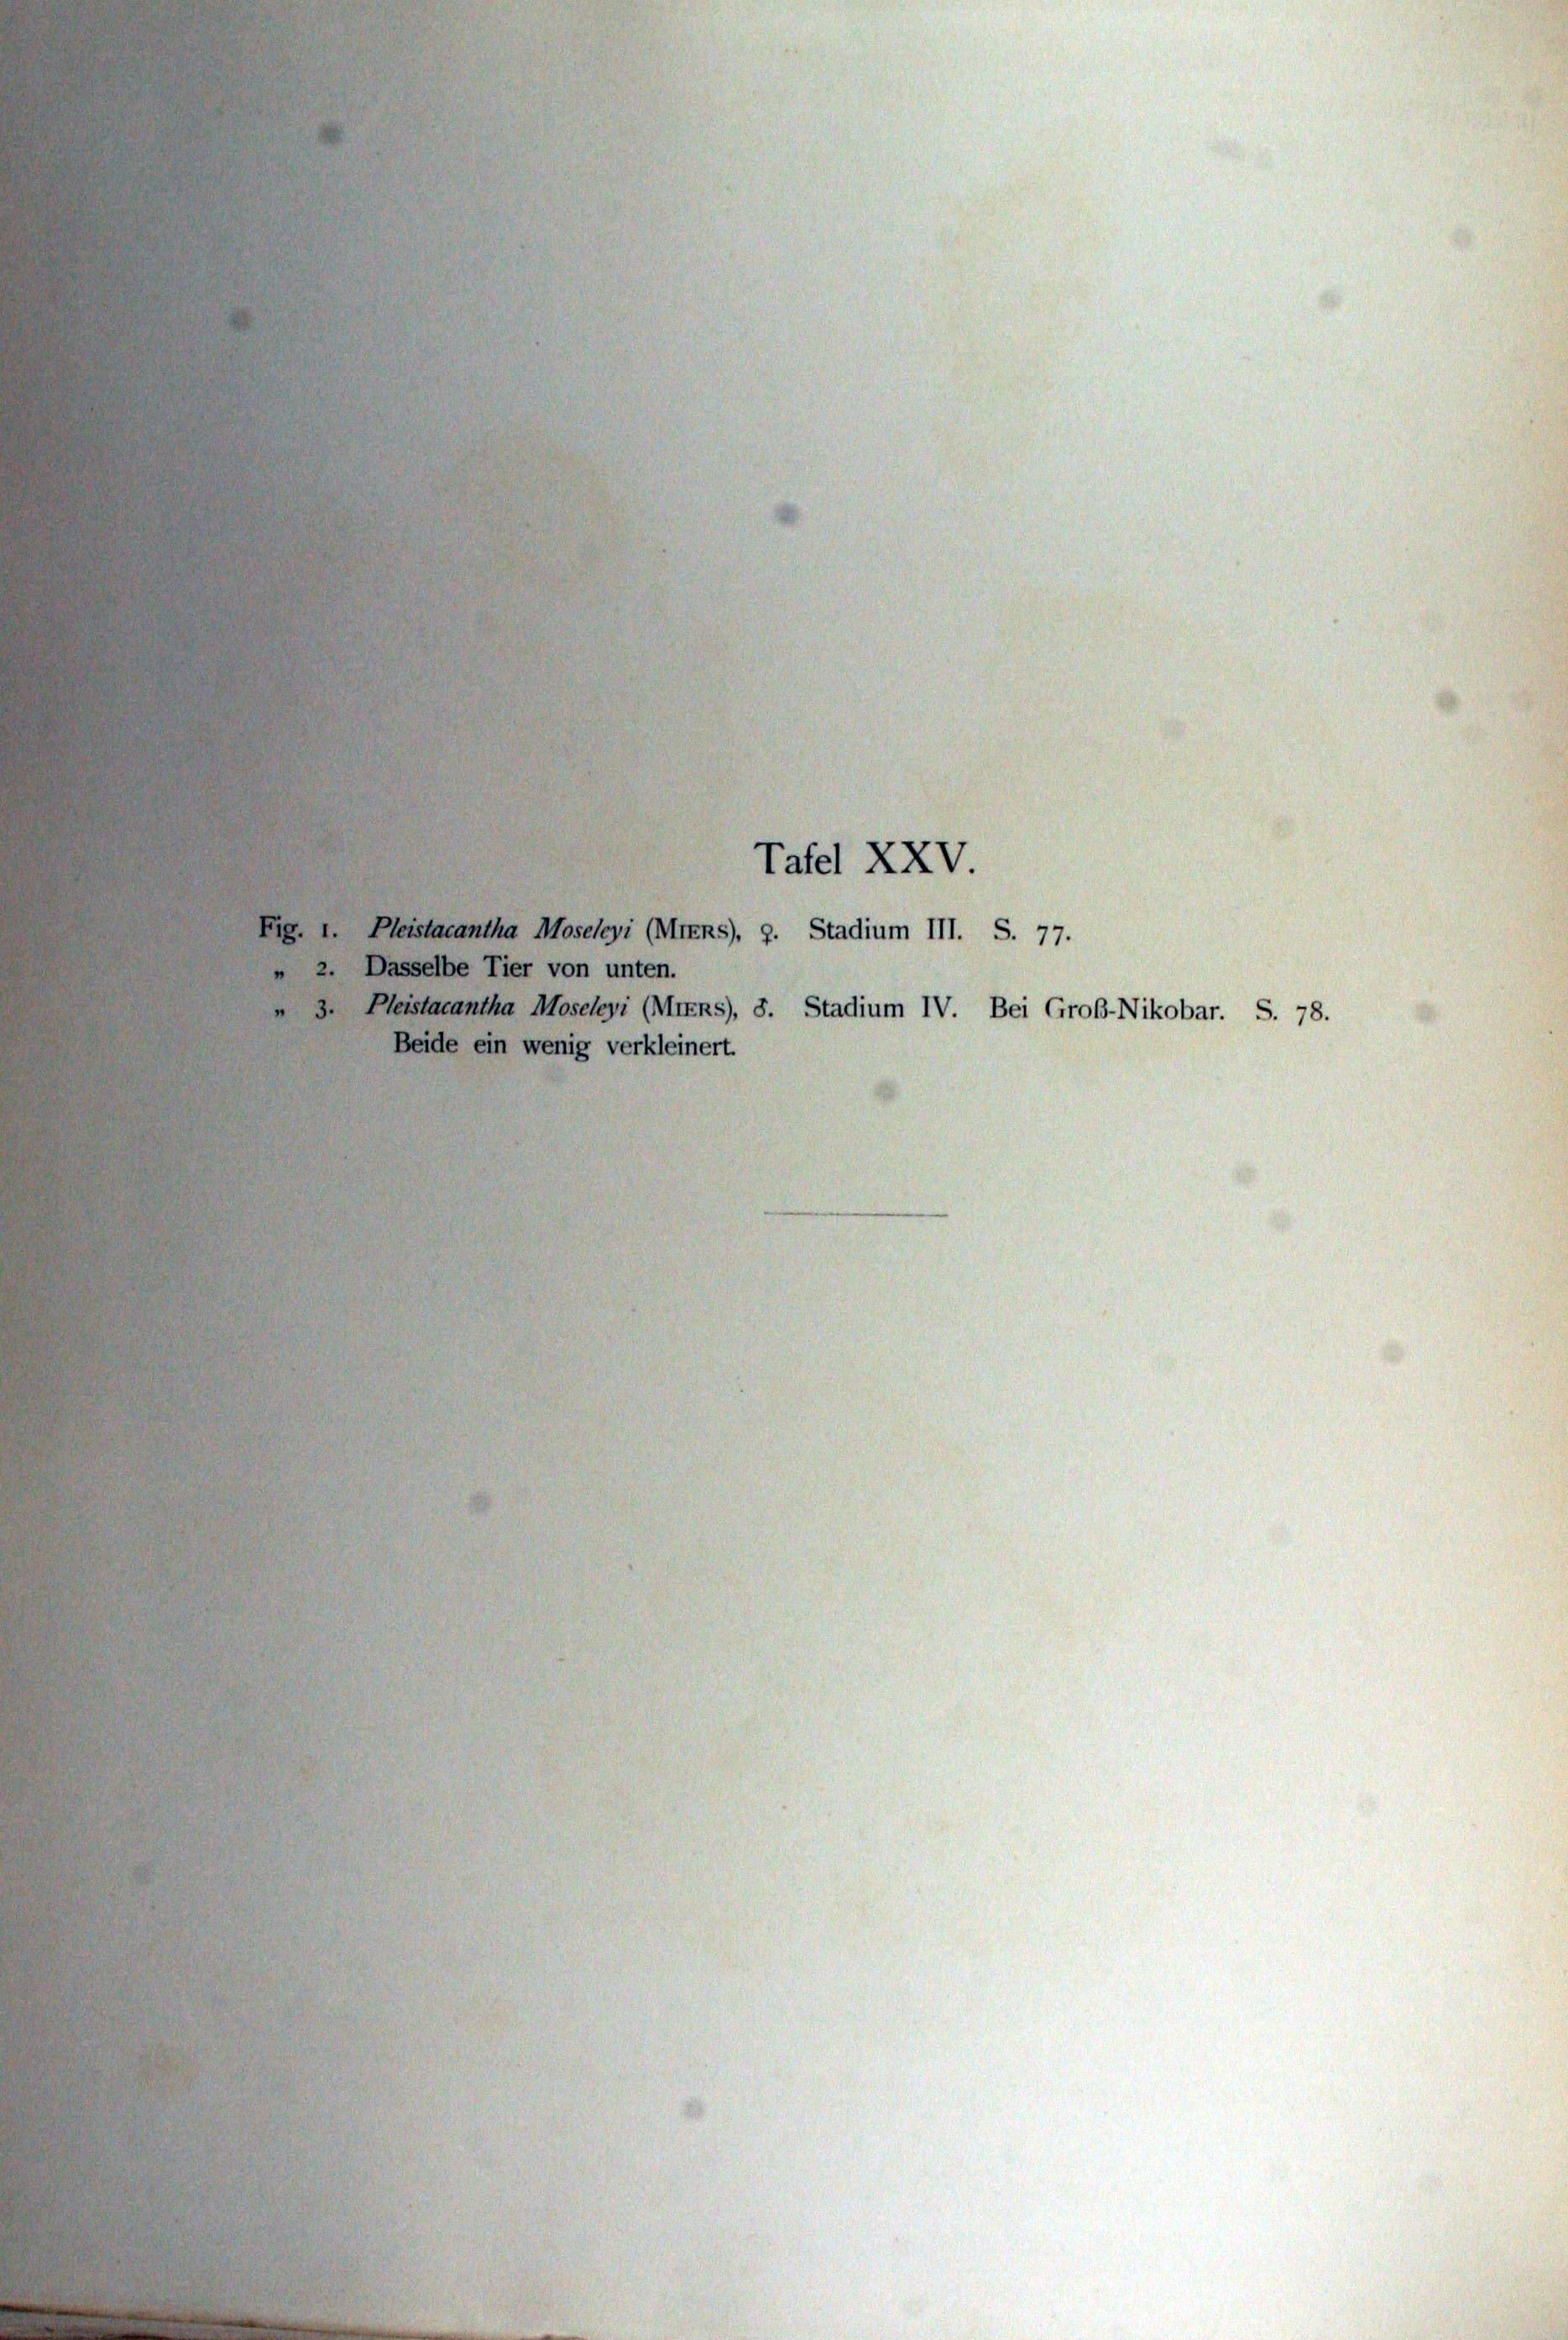 Tafel XXV.
Fig. 1. Pleistacantha Moseleyi (MIERS), ♀. Stadium III. S. 77.
„ 2. Dasselbe Tier von unten.
„ 3. Pleistacantha Moseleyi (MIERS), ♂. Stadium IV. Bei Groß-Nikobar. S. 78.
Beide ein wenig verkleinert.